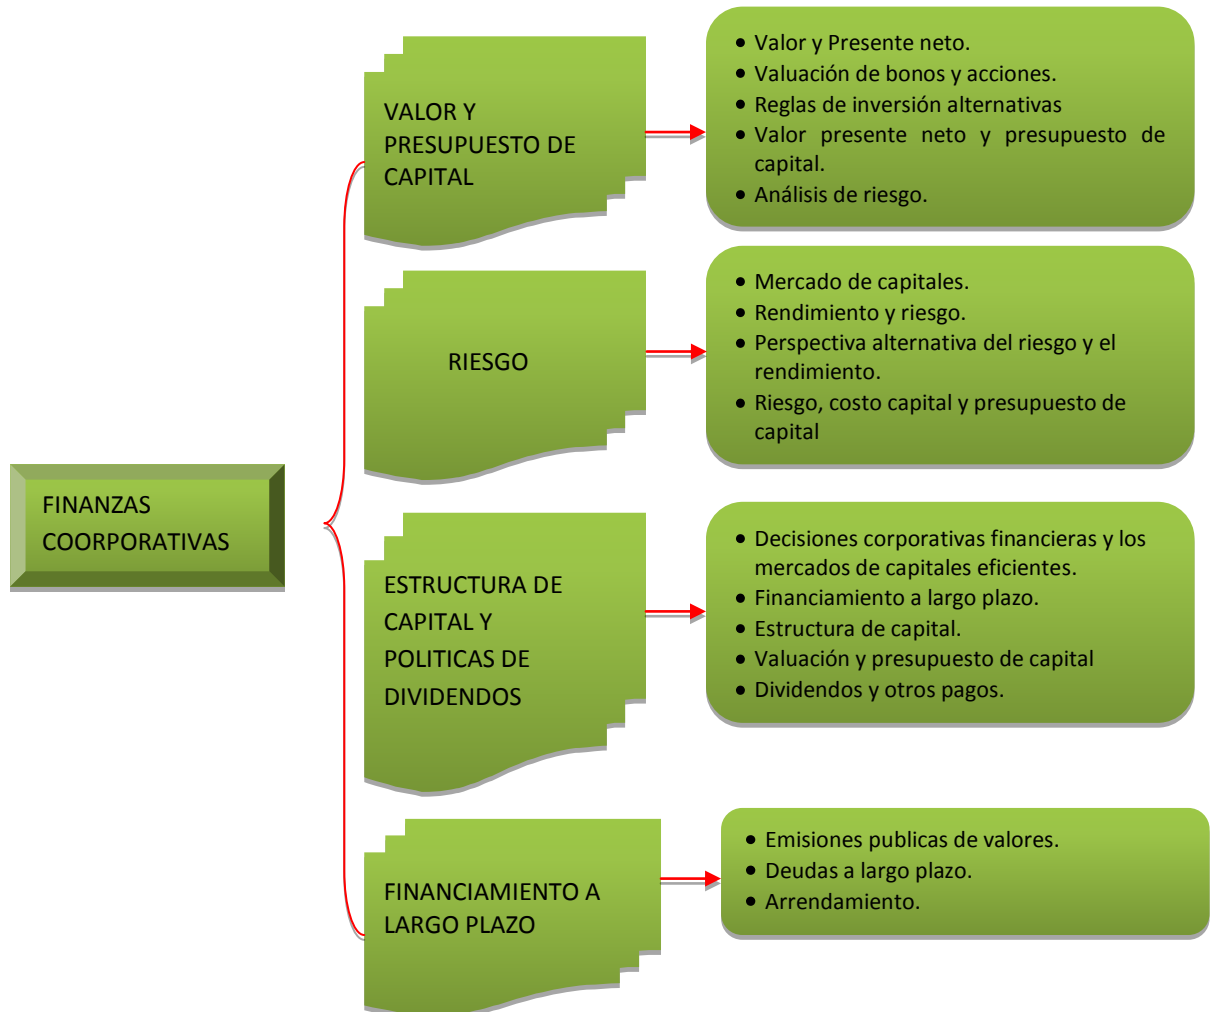 FINANZAS
COORPORATIVAS
VALOR Y
PRESUPUESTO DE
CAPITAL
• Valor y Presente neto.
• Valuación de bonos y acciones.
• Reglas de inversión alternativas
• Valor presente neto y presupuesto de
capital.
• Análisis de riesgo.
RIESGO
• Mercado de capitales.
• Rendimiento y riesgo.
• Perspectiva alternativa del riesgo y el
rendimiento.
• Riesgo, costo capital y presupuesto de
capital
ESTRUCTURA DE
CAPITAL Y
POLITICAS DE
DIVIDENDOS
• Decisiones corporativas financieras y los
mercados de capitales eficientes.
• Financiamiento a largo plazo.
• Estructura de capital.
• Valuación y presupuesto de capital
• Dividendos y otros pagos.
FINANCIAMIENTO A
LARGO PLAZO
• Emisiones publicas de valores.
• Deudas a largo plazo.
• Arrendamiento.